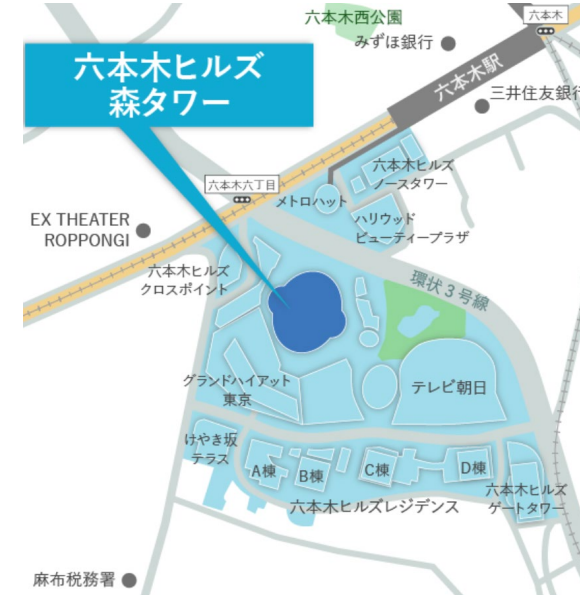 六本木西公園
六本木
みずほ銀行
六本木ヒルズ
森タワー
六本木駅
三井住友銀行
六本木ヒルズ
ノースタワー
六本木六丁目
メトロハット
ハリウッド
ビューティープラザ
EX THEATER
ROPPONGI
六本木ヒルズ
クロスポイント
環状3号線
グランドハイアット
東京
テレビ朝日
けやき坂
テラス
A棟
B棟
C棟
D棟
六本木ヒルズ
ゲートタワー
六本木ヒルズレジデンス
麻布税務署